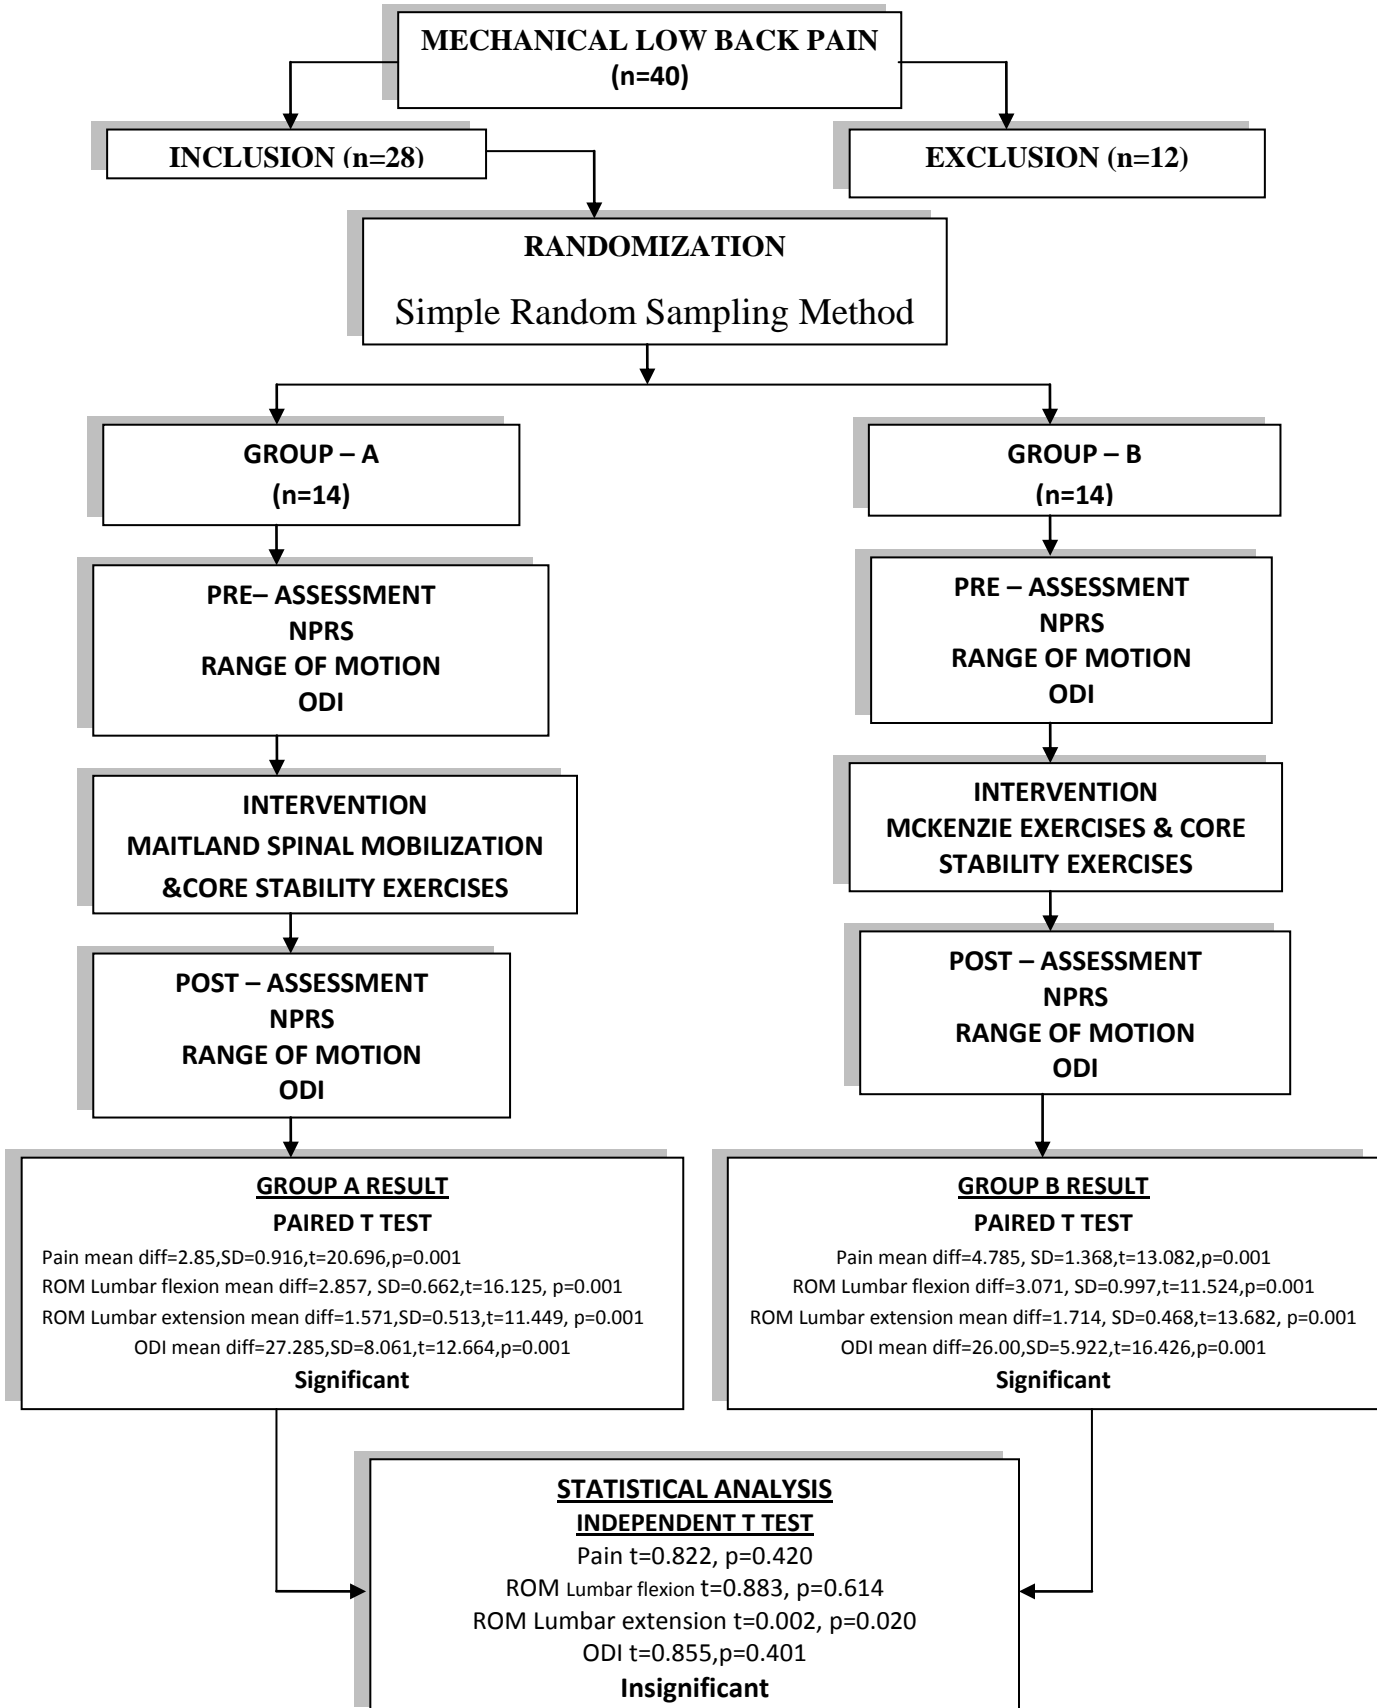 MECHANICAL LOW BACK PAIN
(n=40)
INCLUSION (n=28)
EXCLUSION (n=12)
RANDOMIZATION
Simple Random Sampling Method
GROUP – A
(n=14)
GROUP – B
(n=14)
PRE– ASSESSMENT
NPRS
RANGE OF MOTION
ODI
PRE – ASSESSMENT
NPRS
RANGE OF MOTION
ODI
INTERVENTION
MAITLAND SPINAL MOBILIZATION
&CORE STABILITY EXERCISES
INTERVENTION
MCKENZIE EXERCISES & CORE
STABILITY EXERCISES
POST – ASSESSMENT
NPRS
RANGE OF MOTION
ODI
POST – ASSESSMENT
NPRS
RANGE OF MOTION
ODI
GROUP A RESULT
PAIRED T TEST
Pain mean diff=2.85,SD=0.916,t=20.696,p=0.001
ROM Lumbar flexion mean diff=2.857, SD=0.662,t=16.125, p=0.001
ROM Lumbar extension mean diff=1.571,SD=0.513,t=11.449, p=0.001
ODI mean diff=27.285,SD=8.061,t=12.664,p=0.001
Significant
GROUP B RESULT
PAIRED T TEST
Pain mean diff=4.785, SD=1.368,t=13.082,p=0.001
ROM Lumbar flexion diff=3.071, SD=0.997,t=11.524,p=0.001
ROM Lumbar extension mean diff=1.714, SD=0.468,t=13.682, p=0.001
ODI mean diff=26.00,SD=5.922,t=16.426,p=0.001
Significant
STATISTICAL ANALYSIS
INDEPENDENT T TEST
Pain t=0.822, p=0.420
ROM Lumbar flexion t=0.883, p=0.614
ROM Lumbar extension t=0.002, p=0.020
ODI t=0.855,p=0.401
Insignificant